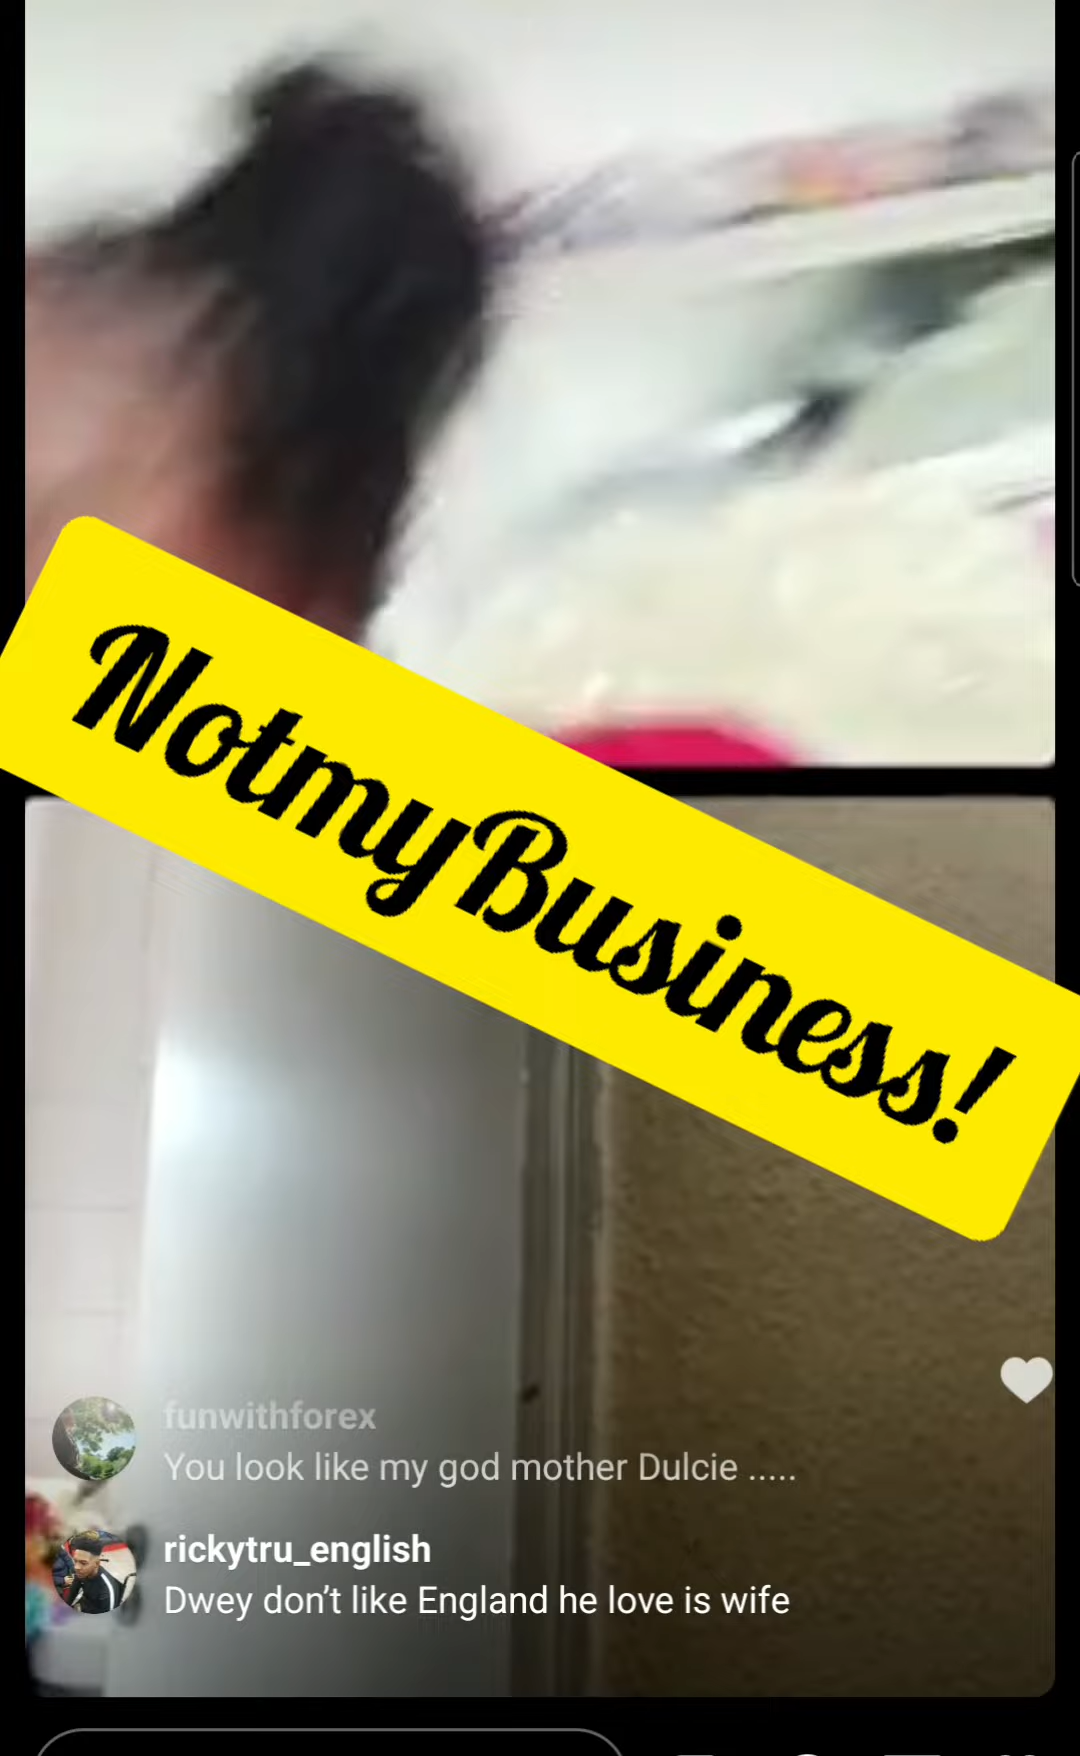 NotmyBusiness!
funwithforex
You look like my god mother Dulcie .....
rickytru_english
Dwey don't like England he love is wife